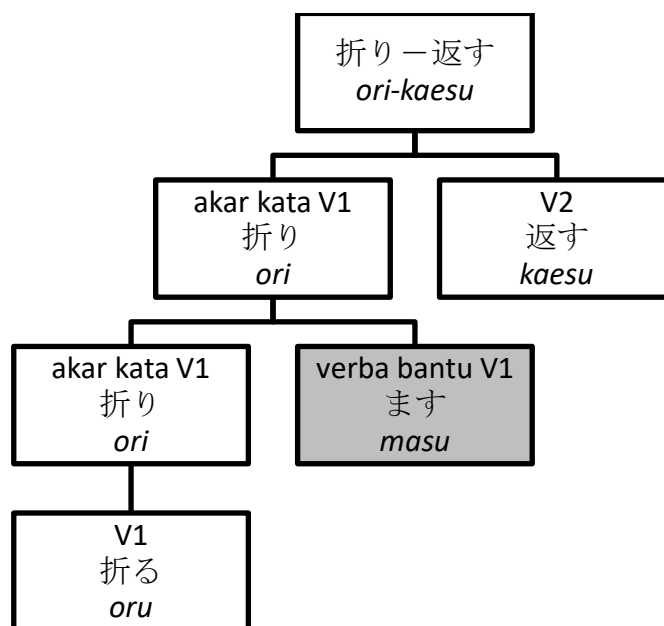 折り－返す
ori-kaesu
akar kata V1
折り
ori
V2
返す
kaesu
akar kata V1
折り
ori
verba bantu V1
ます
masu
V1
折る
oru